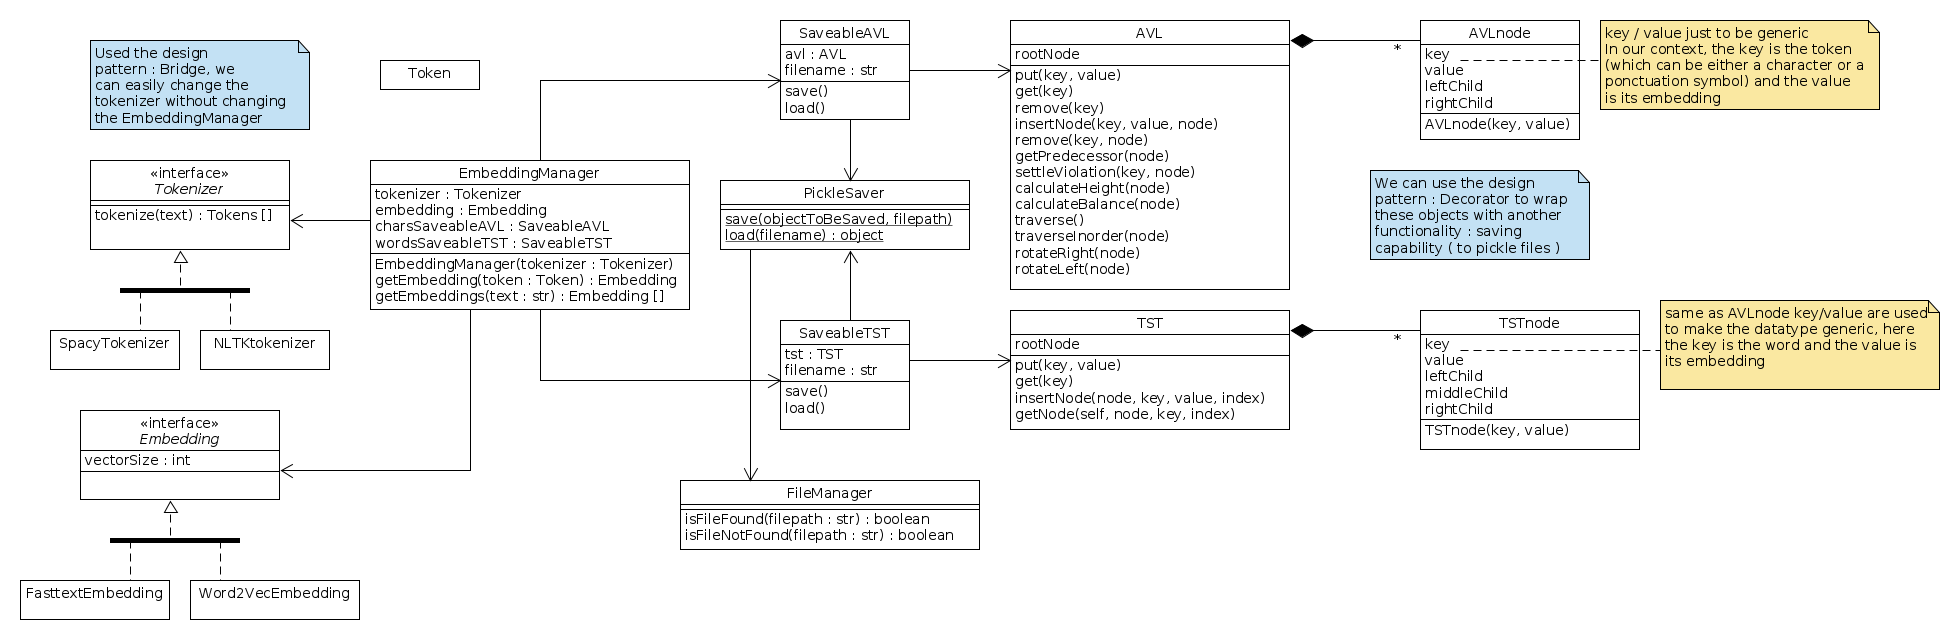 Used the design
pattern : Bridge, we
can easily change the
tokenizer without changing
the EmbeddingManager
«interface»
Tokenizer
tokenize(text) : Tokens []
SpacyTokenizer
NLTKtokenizer
«interface»
Embedding
vectorSize : int
FasttextEmbedding
Word2VecEmbedding
Token
EmbeddingManager
tokenizer : Tokenizer
embedding : Embedding
charsSaveableAVL : SaveableAVL
wordsSaveableTST : SaveableTST
EmbeddingManager(tokenizer : Tokenizer)
getEmbedding(token : Token) : Embedding
getEmbeddings(text : str) : Embedding []
SaveableAVL
avl : AVL
filename : str
save()
load()
PickleSaver
save(objectToBeSaved, filepath)
load(filename) : object
SaveableTST
tst : TST
filename : str
save()
load()
FileManager
isFileFound(filepath : str) : boolean
isFileNotFound(filepath : str) : boolean
AVL
rootNode
put(key, value)
get(key)
remove(key)
insertNode(key, value, node)
remove(key, node)
getPredecessor(node)
settleViolation(key, node)
calculateHeight(node)
calculateBalance(node)
traverse()
traverseInorder(node)
rotateRight(node)
rotateLeft(node)
*
AVLnode
key
value
leftChild
rightChild
AVLnode(key, value)
key / value just to be generic
In our context, the key is the token
(which can be either a character or a
ponctuation symbol) and the value
is its embedding
We can use the design
pattern : Decorator to wrap
these objects with another
functionality : saving
capability ( to pickle files )
TST
rootNode
put(key, value)
get(key)
insertNode(node, key, value, index)
getNode(self, node, key, index)
*
TSTnode
key
value
leftChild
middleChild
rightChild
TSTnode(key, value)
same as AVLnode key/value are used
to make the datatype generic, here
the key is the word and the value is
its embedding